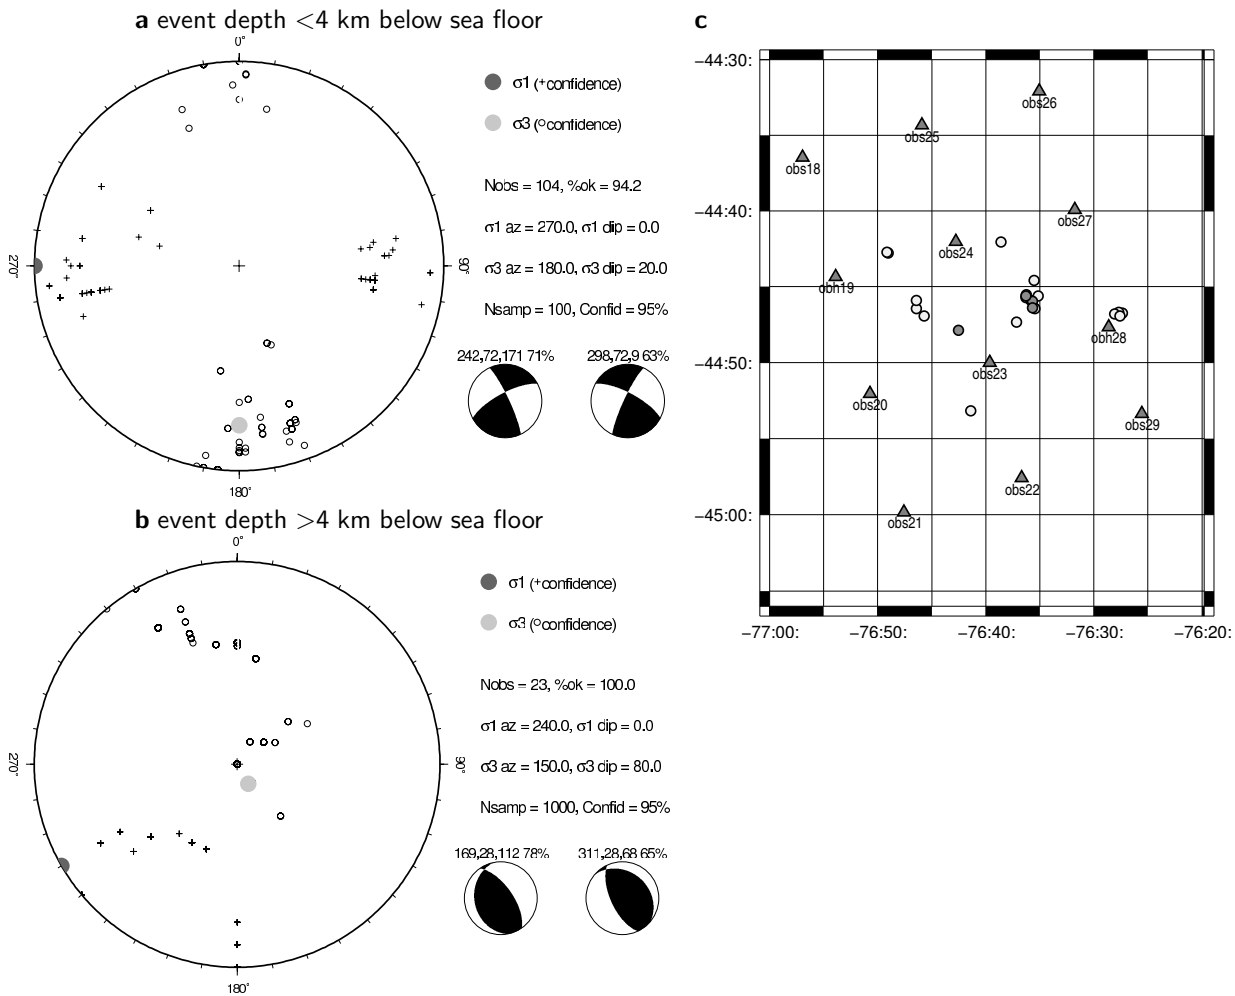 a event depth <4 km below sea floor
0°
90°
180°
270°
σ1 (+confidence)
σ3 (○confidence)
Nobs = 104, %ok = 94.2
σ1 az = 270.0, σ1 dip = 0.0
σ3 az = 180.0, σ3 dip = 20.0
Nsamp = 100, Confid = 95%
242,72,171 71%
298,72,9 63%
b event depth >4 km below sea floor
0°
90°
180°
270°
σ1 (+confidence)
σ3 (○confidence)
Nobs = 23, %ok = 100.0
σ1 az = 240.0, σ1 dip = 0.0
σ3 az = 150.0, σ3 dip = 80.0
Nsamp = 1000, Confid = 95%
169,28,112 78%
311,28,68 65%
c
−44:30:
−44:40:
−44:50:
−45:00:
−77:00:
−76:50:
−76:40:
−76:30:
−76:20:
obs26
obs25
obs18
obs27
obs24
obh19
obh28
obs23
obs20
obs29
obs22
obs21